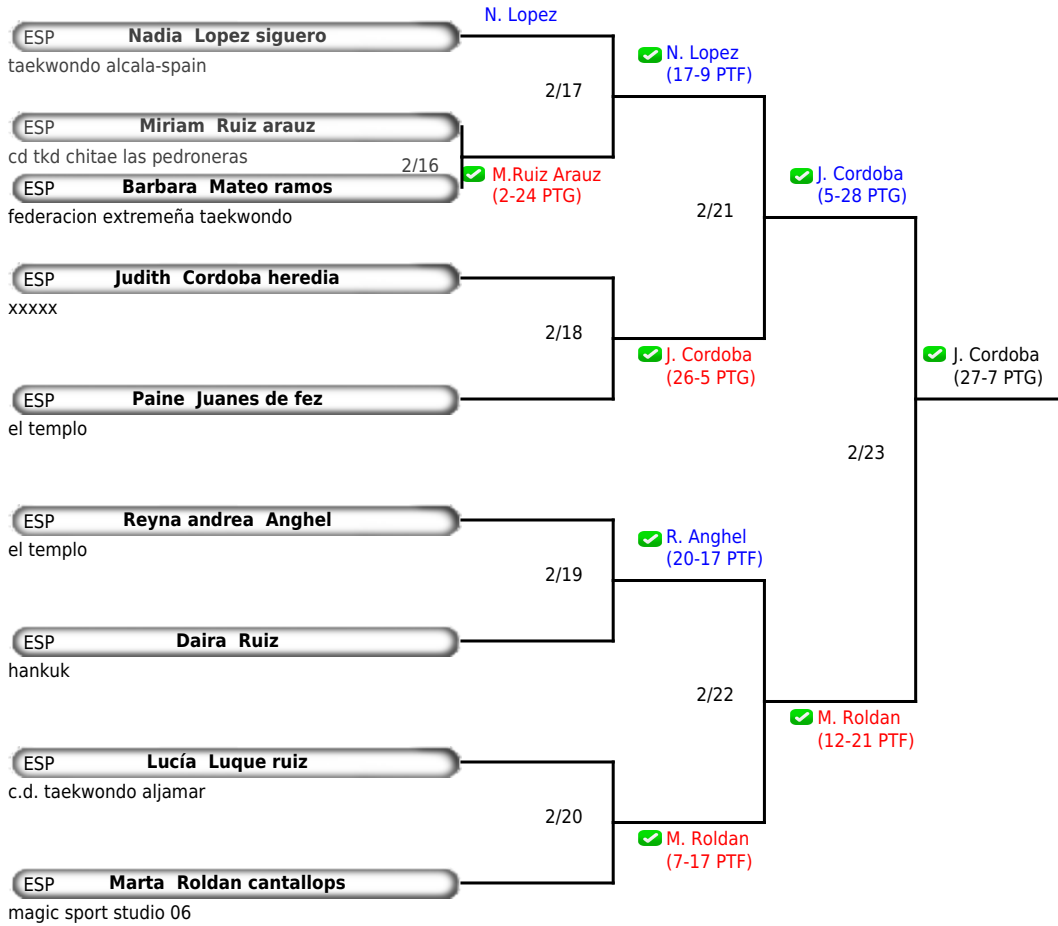 N. Lopez
ESP Nadia Lopez siguero
taekwondo alcala-spain
N. Lopez
(17-9 PTF)
2/17
ESP Miriam Ruiz arauz
cd tkd chitae las pedroneras
2/16
M.Ruiz Arauz
(2-24 PTG)
ESP Barbara Mateo ramos
federacion extremeña taekwondo
J. Cordoba
(5-28 PTG)
2/21
ESP Judith Cordoba heredia
xxxxx
2/18
J. Cordoba
(26-5 PTG)
J. Cordoba
(27-7 PTG)
ESP Paine Juanes de fez
el templo
2/23
ESP Reyna andrea Anghel
el templo
R. Anghel
(20-17 PTF)
2/19
ESP Daira Ruiz
hankuk
2/22
M. Roldan
(12-21 PTF)
ESP Lucía Luque ruiz
c.d. taekwondo aljamar
2/20
M. Roldan
(7-17 PTF)
ESP Marta Roldan cantallops
magic sport studio 06